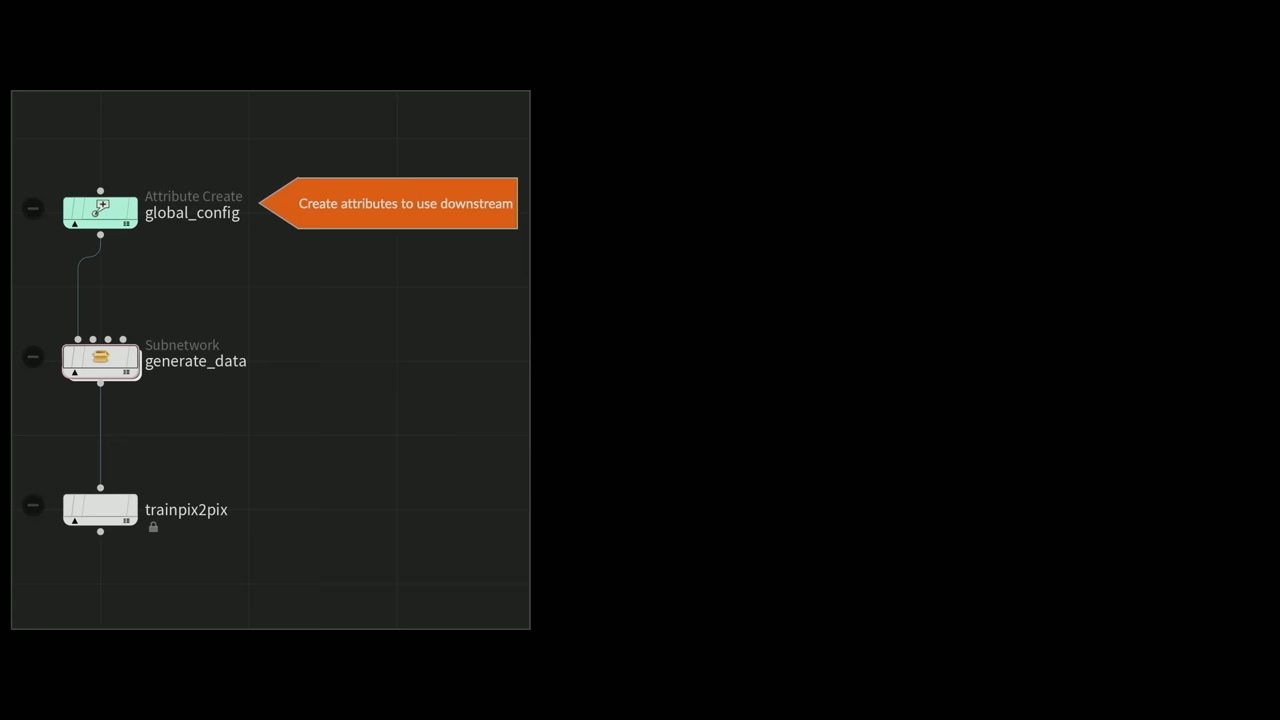 Attribute Create
global_config
Create attributes to use downstream
Subnetwork
generate_data
trainpix2pix